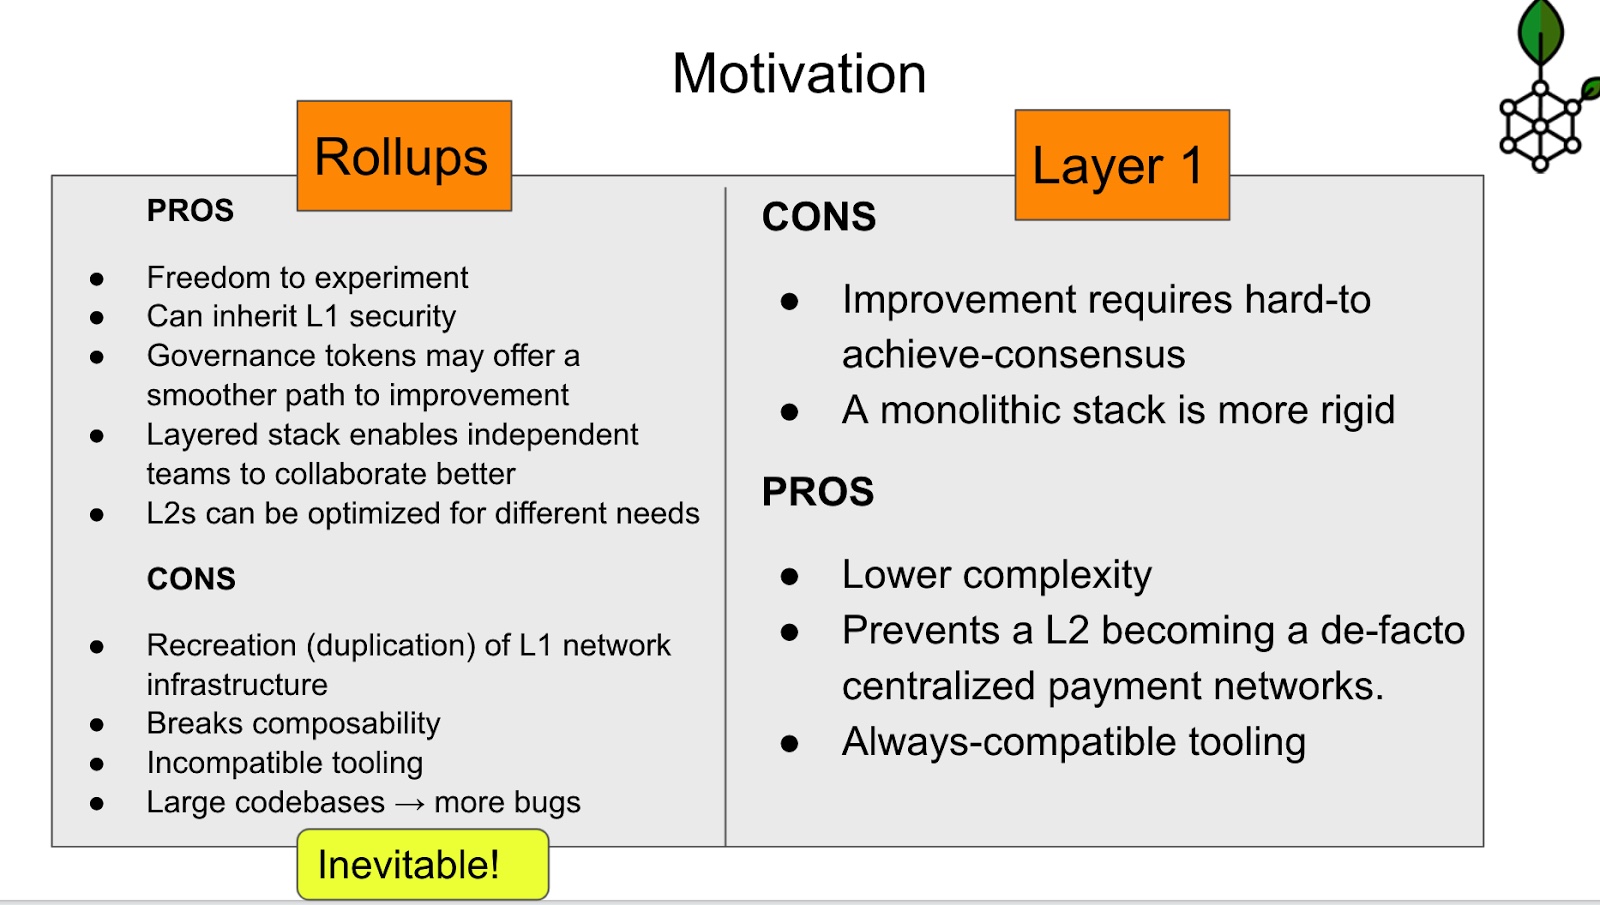 Motivation
Rollups
PROS
● Freedom to experiment
● Can inherit L1 security
● Governance tokens may offer a
smoother path to improvement
● Layered stack enables independent
teams to collaborate better
● L2s can be optimized for different needs
CONS
● Recreation (duplication) of L1 network
infrastructure
● Breaks composability
● Incompatible tooling
● Large codebases → more bugs
Inevitable!
Layer 1
CONS
● Improvement requires hard-to
achieve-consensus
● A monolithic stack is more rigid
PROS
● Lower complexity
● Prevents a L2 becoming a de-facto
centralized payment networks.
● Always-compatible tooling